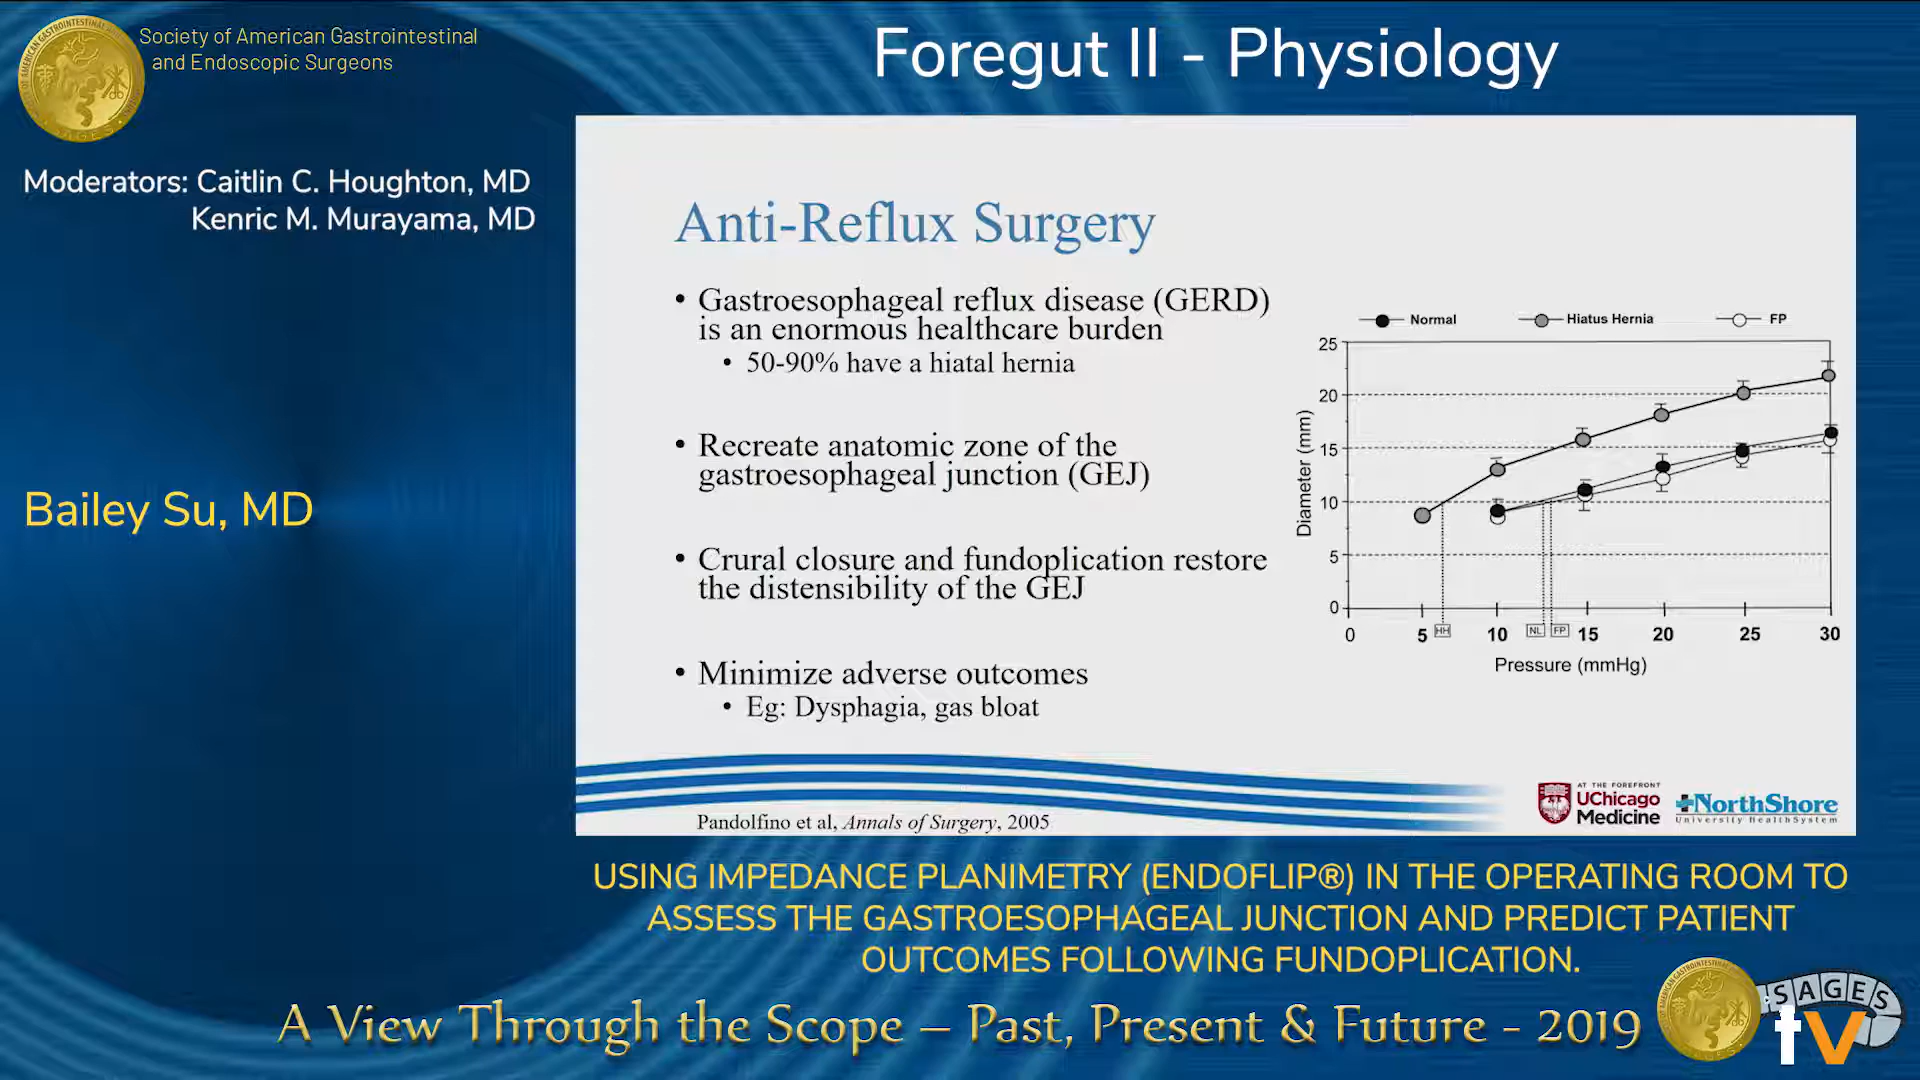 Society of American Gastrointestinal
and Endoscopic Surgeons
Foregut II - Physiology
Moderators: Caitlin C. Houghton, MD
Kenric M. Murayama, MD
Bailey Su, MD
Anti-Reflux Surgery
• Gastroesophageal reflux disease (GERD)
is an enormous healthcare burden
• 50-90% have a hiatal hernia
• Recreate anatomic zone of the
gastroesophageal junction (GEJ)
• Crural closure and fundoplication restore
the distensibility of the GEJ
• Minimize adverse outcomes
• Eg: Dysphagia, gas bloat
Normal Hiatus Hernia FP
Diameter (mm)
25
20
15
10
5
0
0 5 HH 10 NL FP 15 20 25 30
Pressure (mmHg)
Pandolfino et al, Annals of Surgery, 2005
AT THE FOREFRONT
UChicago
Medicine
NorthShore
University HealthSystem
USING IMPEDANCE PLANIMETRY (ENDOFLIP®) IN THE OPERATING ROOM TO
ASSESS THE GASTROESOPHAGEAL JUNCTION AND PREDICT PATIENT
OUTCOMES FOLLOWING FUNDOPLICATION.
A View Through the Scope – Past, Present & Future - 2019
SAGES
tv